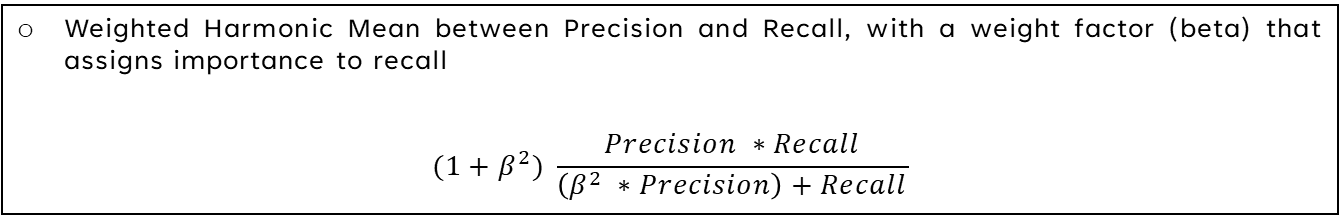 ○ Weighted Harmonic Mean between Precision and Recall, with a weight factor (beta) that
assigns importance to recall
(1 + β²) Precision * Recall
(β² * Precision) + Recall